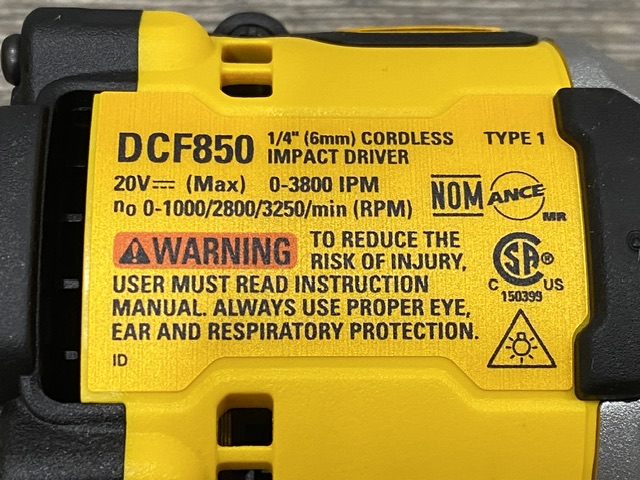 DCF850 1/4" (6mm) CORDLESS IMPACT DRIVER TYPE 1
20V⎓ (Max) 0-3800 IPM
no 0-1000/2800/3250/min (RPM)
NOM ANCE MR
⚠WARNING TO REDUCE THE
RISK OF INJURY,
USER MUST READ INSTRUCTION
MANUAL. ALWAYS USE PROPER EYE,
EAR AND RESPIRATORY PROTECTION.
CSA ®
C US
150399
ID